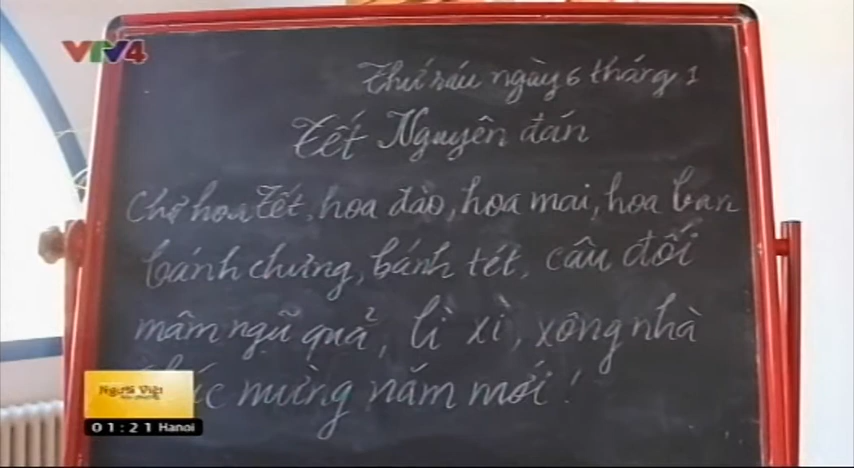 VTV4
Thứ sáu ngày 6 tháng 1
Tết Nguyên đán
Chợ hoa Tết, hoa đào, hoa mai, hoa ban
bánh chưng, bánh tét, câu đối
mâm ngũ quả, lì xì, xông nhà
mừng năm mới!
Người Việt
01:21 Hanoi